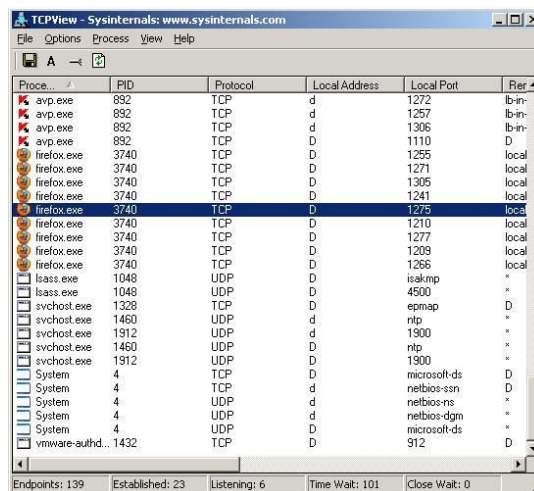 TCPView - Sysinternals: www.sysinternals.com
File Options Process View Help
A
Proce... PID Protocol Local Address Local Port Rer
avp.exe 892 TCP d 1272 lb-in-
avp.exe 892 TCP d 1257 lb-in-
avp.exe 892 TCP d 1306 lb-in-
avp.exe 892 TCP D 1110 D
firefox.exe 3740 TCP D 1255 local
firefox.exe 3740 TCP D 1271 local
firefox.exe 3740 TCP D 1305 local
firefox.exe 3740 TCP D 1241 local
firefox.exe 3740 TCP D 1275 local
firefox.exe 3740 TCP D 1210 local
firefox.exe 3740 TCP D 1277 local
firefox.exe 3740 TCP D 1209 local
firefox.exe 3740 TCP D 1266 local
lsass.exe 1048 UDP D isakmp *
lsass.exe 1048 UDP D 4500 *
svchost.exe 1328 TCP D epmap D
svchost.exe 1460 UDP d ntp *
svchost.exe 1912 UDP d 1900 *
svchost.exe 1460 UDP D ntp *
svchost.exe 1912 UDP D 1900 *
System 4 TCP D microsoft-ds D
System 4 TCP d netbios-ssn D
System 4 UDP d netbios-ns *
System 4 UDP d netbios-dgm *
System 4 UDP D microsoft-ds *
vmware-authd... 1432 TCP D 912 D
Endpoints: 139 Established: 23 Listening: 6 Time Wait: 101 Close Wait: 0